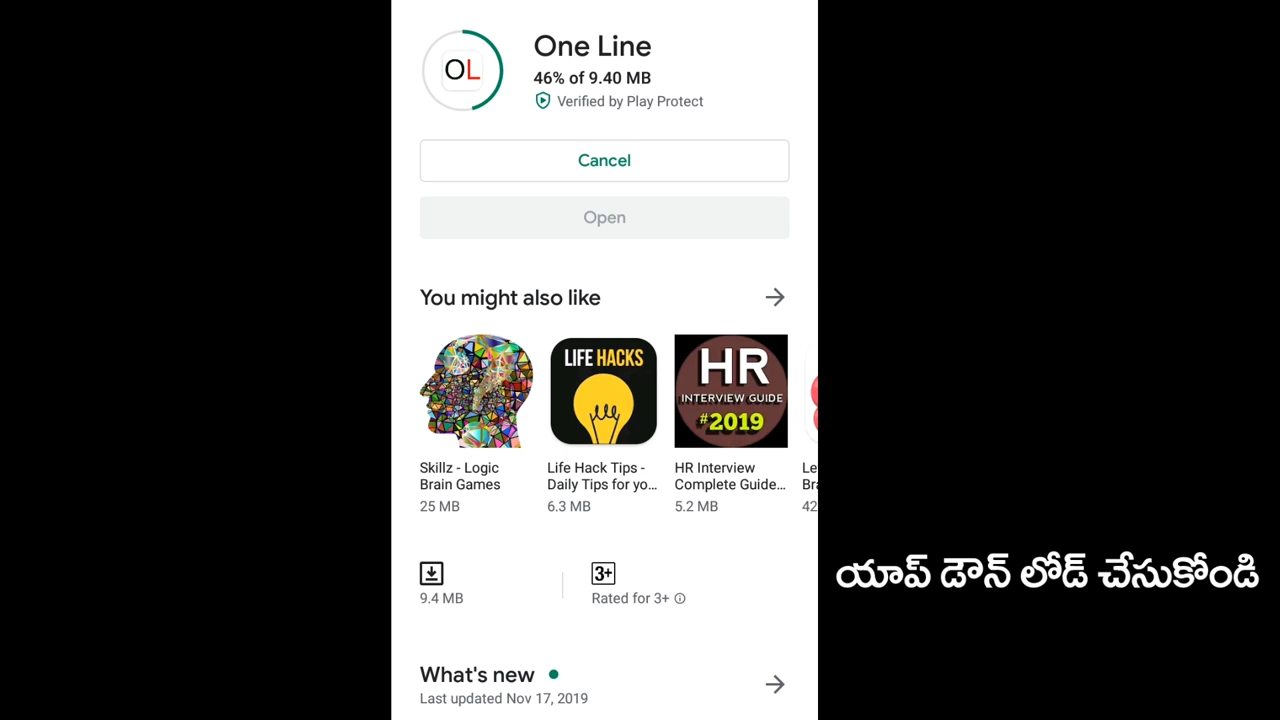 OL
One Line
46% of 9.40 MB
Verified by Play Protect
Cancel
Open
You might also like
LIFE HACKS
HR
INTERVIEW GUIDE
#2019
Skillz - Logic
Brain Games
25 MB
Life Hack Tips -
Daily Tips for yo...
6.3 MB
HR Interview
Complete Guide...
5.2 MB
Le
Bra
42
9.4 MB
3+
Rated for 3+
యాప్ డౌన్ లోడ్ చేసుకోండి
What's new
Last updated Nov 17, 2019